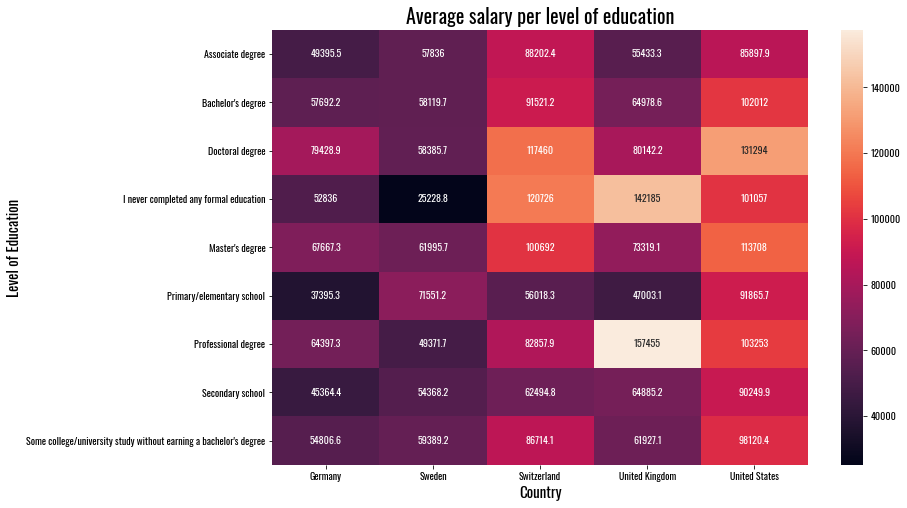 Average salary per level of education
Level of Education
Associate degree 49395.5 57836 88202.4 55433.3 85897.9
Bachelor's degree 57692.2 58119.7 91521.2 64978.6 102012
Doctoral degree 79428.9 58385.7 117460 80142.2 131294
I never completed any formal education 52836 25228.8 120726 142185 101057
Master's degree 67667.3 61995.7 100692 73319.1 113708
Primary/elementary school 37395.3 71551.2 56018.3 47003.1 91865.7
Professional degree 64397.3 49371.7 82857.9 157455 103253
Secondary school 45364.4 54368.2 62494.8 64885.2 90249.9
Some college/university study without earning a bachelor's degree 54806.6 59389.2 86714.1 61927.1 98120.4
Germany Sweden Switzerland United Kingdom United States
Country
140000
120000
100000
80000
60000
40000